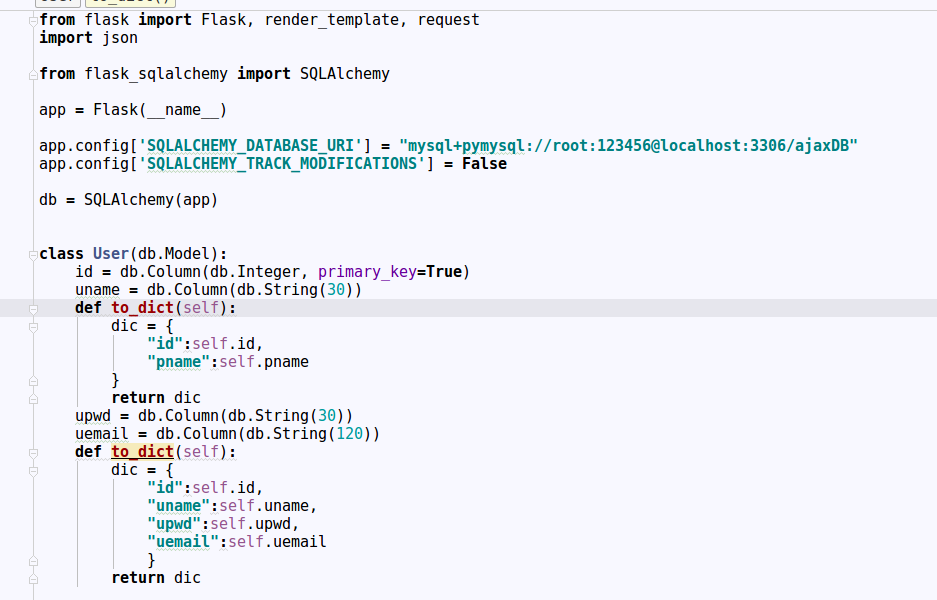 from flask import Flask, render_template, request
import json
from flask_sqlalchemy import SQLAlchemy
app = Flask(__name__)
app.config['SQLALCHEMY_DATABASE_URI'] = "mysql+pymysql://root:123456@localhost:3306/ajaxDB"
app.config['SQLALCHEMY_TRACK_MODIFICATIONS'] = False
db = SQLAlchemy(app)
class User(db.Model):
    id = db.Column(db.Integer, primary_key=True)
    uname = db.Column(db.String(30))
    def to_dict(self):
        dic = {
            "id":self.id,
            "pname":self.pname
        }
        return dic
    upwd = db.Column(db.String(30))
    uemail = db.Column(db.String(120))
    def to_dict(self):
        dic = {
            "id":self.id,
            "uname":self.uname,
            "upwd":self.upwd,
            "uemail":self.uemail
            }
        return dic